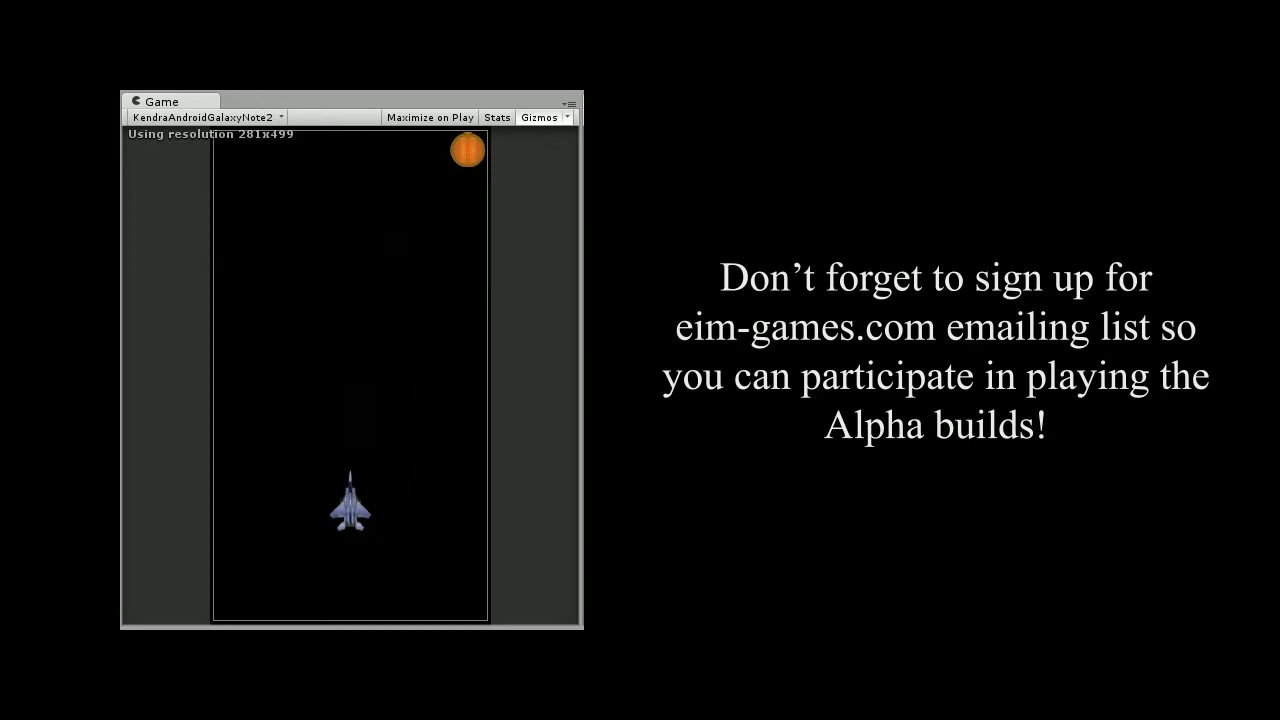 Game
KendraAndroidGalaxyNote2 Maximize on Play Stats Gizmos
Using resolution 281x499
Don’t forget to sign up for
eim-games.com emailing list so
you can participate in playing the
Alpha builds!